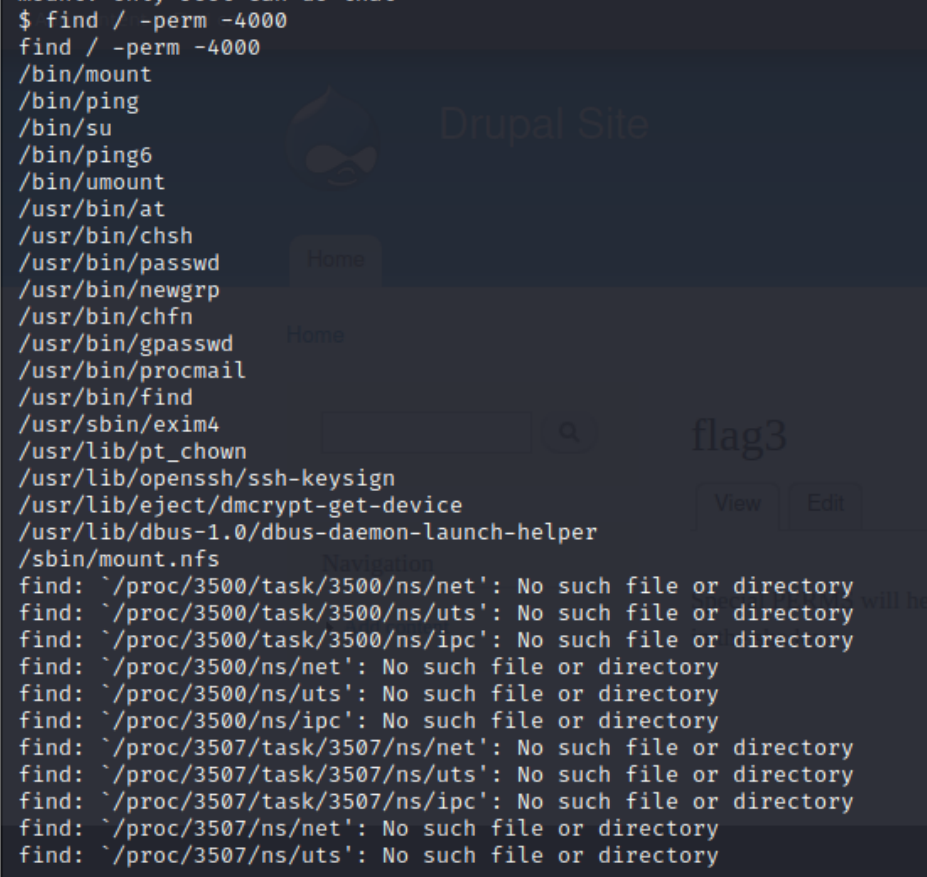 $ find / -perm -4000
find / -perm -4000
/bin/mount
/bin/ping
/bin/su
/bin/ping6
/bin/umount
/usr/bin/at
/usr/bin/chsh
/usr/bin/passwd
/usr/bin/newgrp
/usr/bin/chfn
/usr/bin/gpasswd
/usr/bin/procmail
/usr/bin/find
/usr/sbin/exim4
/usr/lib/pt_chown
/usr/lib/openssh/ssh-keysign
/usr/lib/eject/dmcrypt-get-device
/usr/lib/dbus-1.0/dbus-daemon-launch-helper
/sbin/mount.nfs
find: `/proc/3500/task/3500/ns/net': No such file or directory
find: `/proc/3500/task/3500/ns/uts': No such file or directory
find: `/proc/3500/task/3500/ns/ipc': No such file or directory
find: `/proc/3500/ns/net': No such file or directory
find: `/proc/3500/ns/uts': No such file or directory
find: `/proc/3500/ns/ipc': No such file or directory
find: `/proc/3507/task/3507/ns/net': No such file or directory
find: `/proc/3507/task/3507/ns/uts': No such file or directory
find: `/proc/3507/task/3507/ns/ipc': No such file or directory
find: `/proc/3507/ns/net': No such file or directory
find: `/proc/3507/ns/uts': No such file or directory
Drupal Site
Home
Home
flag3
View Edit
Navigation
will